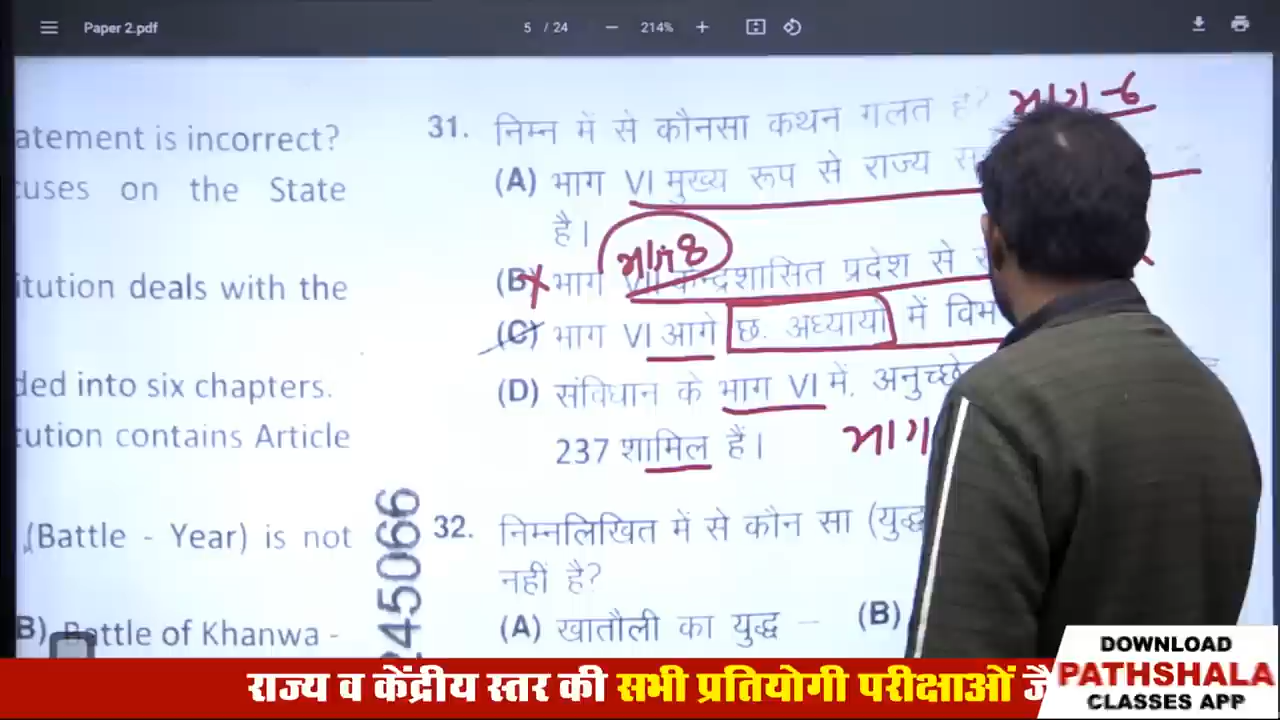 Paper 2.pdf
5 / 24
214%
atement is incorrect?
cuses on the State
itution deals with the
ded into six chapters.
tution contains Article
(Battle - Year) is not
B) Battle of Khanwa -
245066
31. निम्न में से कौनसा कथन गलत है? भाग-6
(A) भाग VI मुख्य रूप से राज्य
है।
भाग 8
(B) भाग VII केन्द्रशासित प्रदेश से
(C) भाग VI आगे छ. अध्यायों में
(D) संविधान के भाग VI में, अनुच्छे
237 शामिल हैं। भाग
32. निम्नलिखित में से कौन सा (युद्ध
नहीं है?
(A) खातौली का युद्ध – (B)
राज्य व केंद्रीय स्तर की सभी प्रतियोगी परीक्षाओं जै
DOWNLOAD
PATHSHALA
CLASSES APP